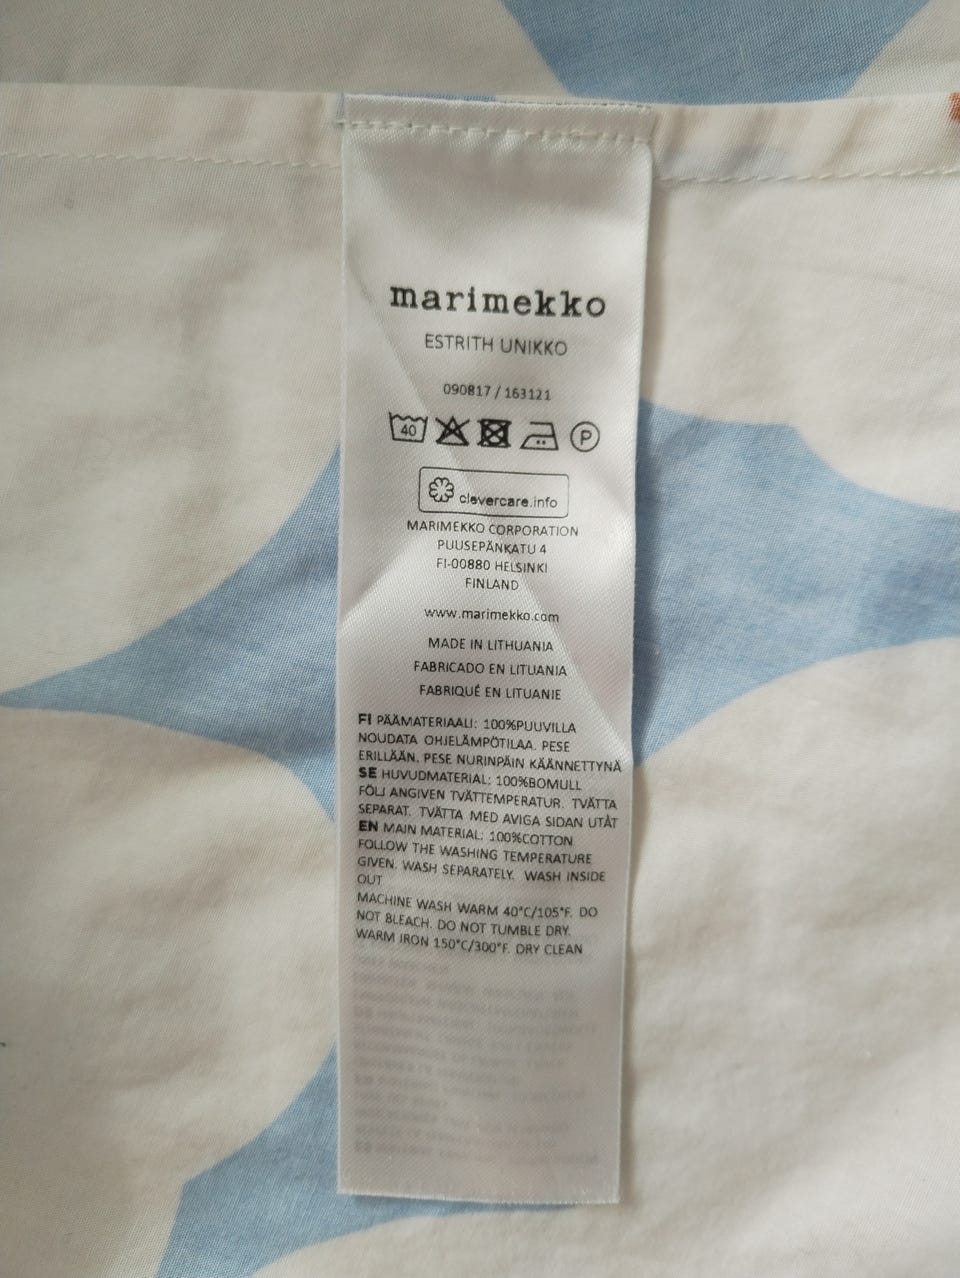 marimekko
ESTRITH UNIKKO
090817 / 163121
40 P
clevercare.info
MARIMEKKO CORPORATION
PUUSEPÄNKATU 4
FI-00880 HELSINKI
FINLAND
www.marimekko.com
MADE IN LITHUANIA
FABRICADO EN LITUANIA
FABRIQUÉ EN LITUANIE
FI PÄÄMATERIAALI: 100%PUUVILLA
NOUDATA OHJELÄMPÖTILAA. PESE
ERILLÄÄN. PESE NURINPÄIN KÄÄNNETTYNÄ
SE HUVUDMATERIAL: 100%BOMULL
FÖLJ ANGIVEN TVÄTTEMPERATUR. TVÄTTA
SEPARAT. TVÄTTA MED AVIGA SIDAN UTÅT
EN MAIN MATERIAL: 100%COTTON
FOLLOW THE WASHING TEMPERATURE
GIVEN. WASH SEPARATELY. WASH INSIDE
OUT
MACHINE WASH WARM 40°C/105°F. DO
NOT BLEACH. DO NOT TUMBLE DRY.
WARM IRON 150°C/300°F. DRY CLEAN